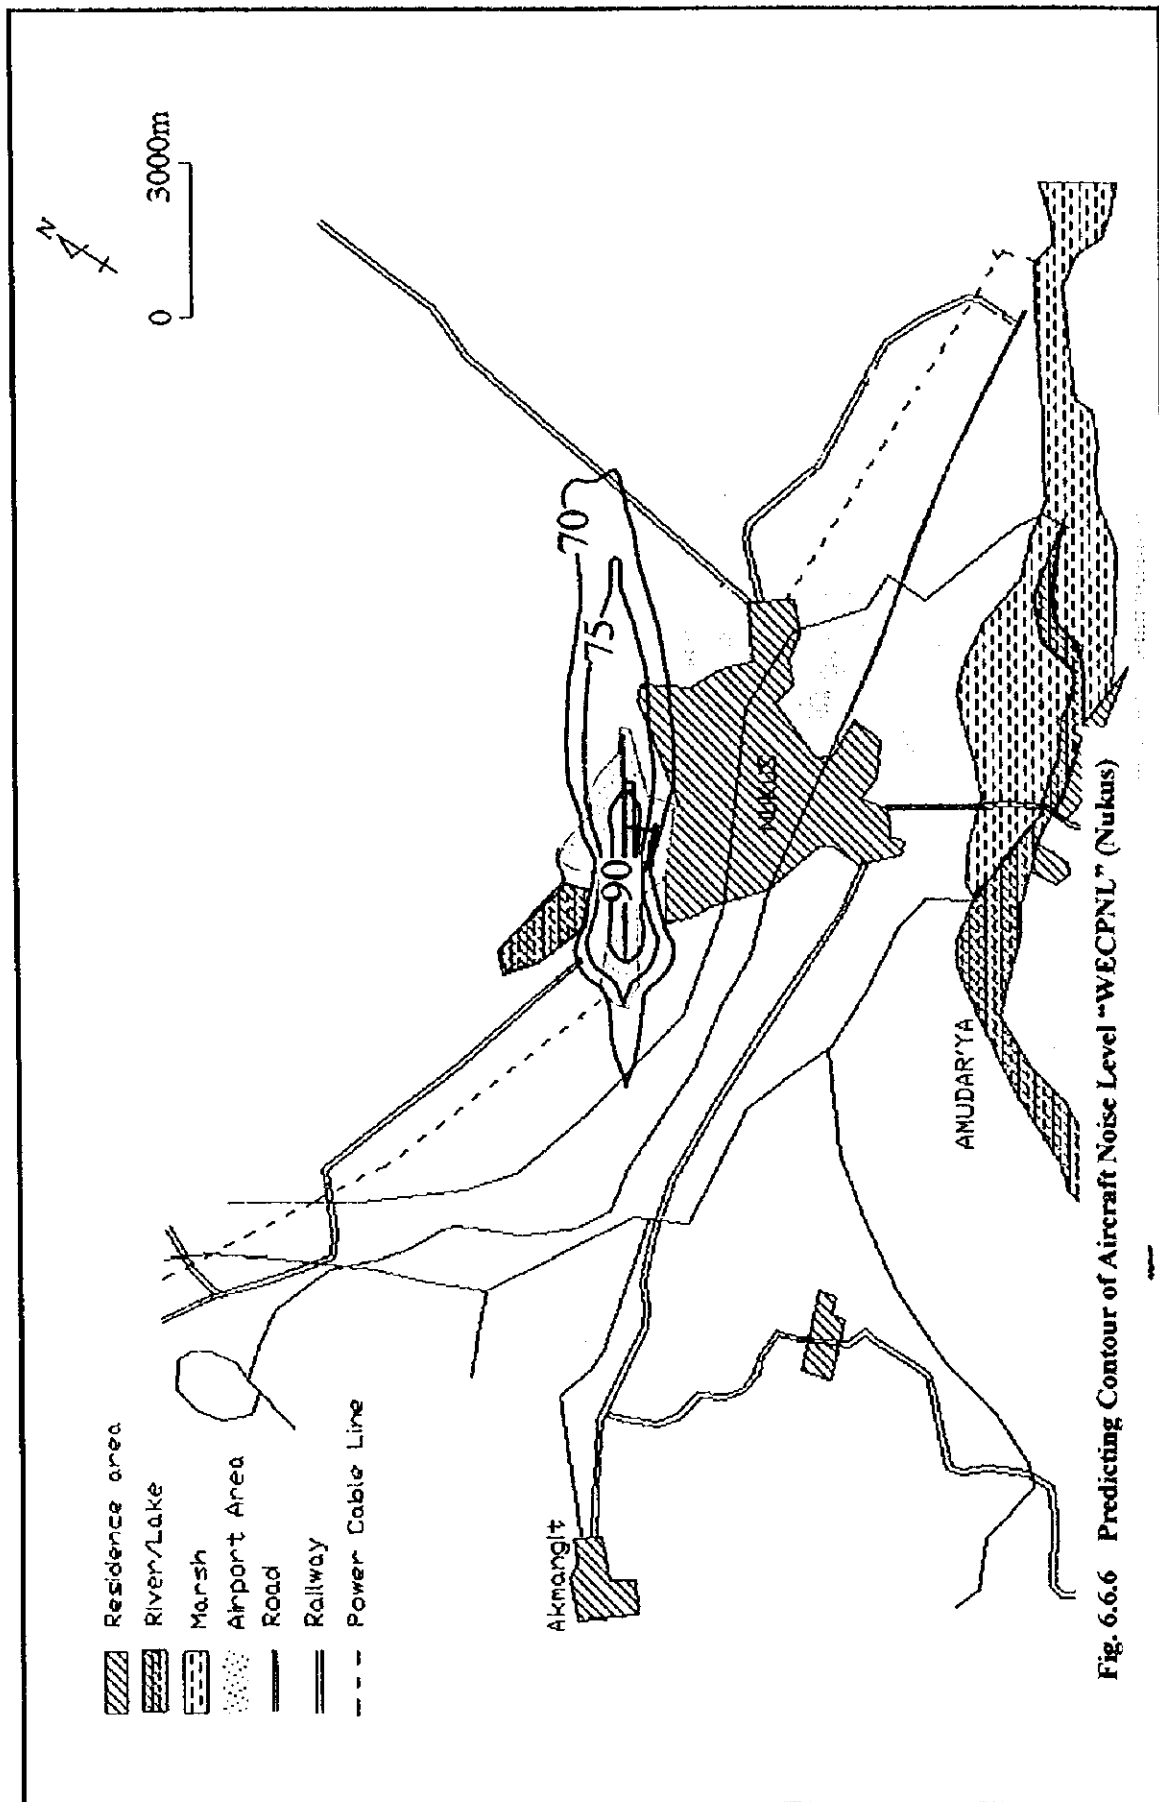 N
0 3000m
Residence area
River/Lake
Marsh
Airport Area
Road
Railway
Power Cable Line
70
75
90
NUKUS
Akmangit
AMUDAR'YA
Fig. 6.6.6 Predicting Contour of Aircraft Noise Level "WECPNL" (Nukus)